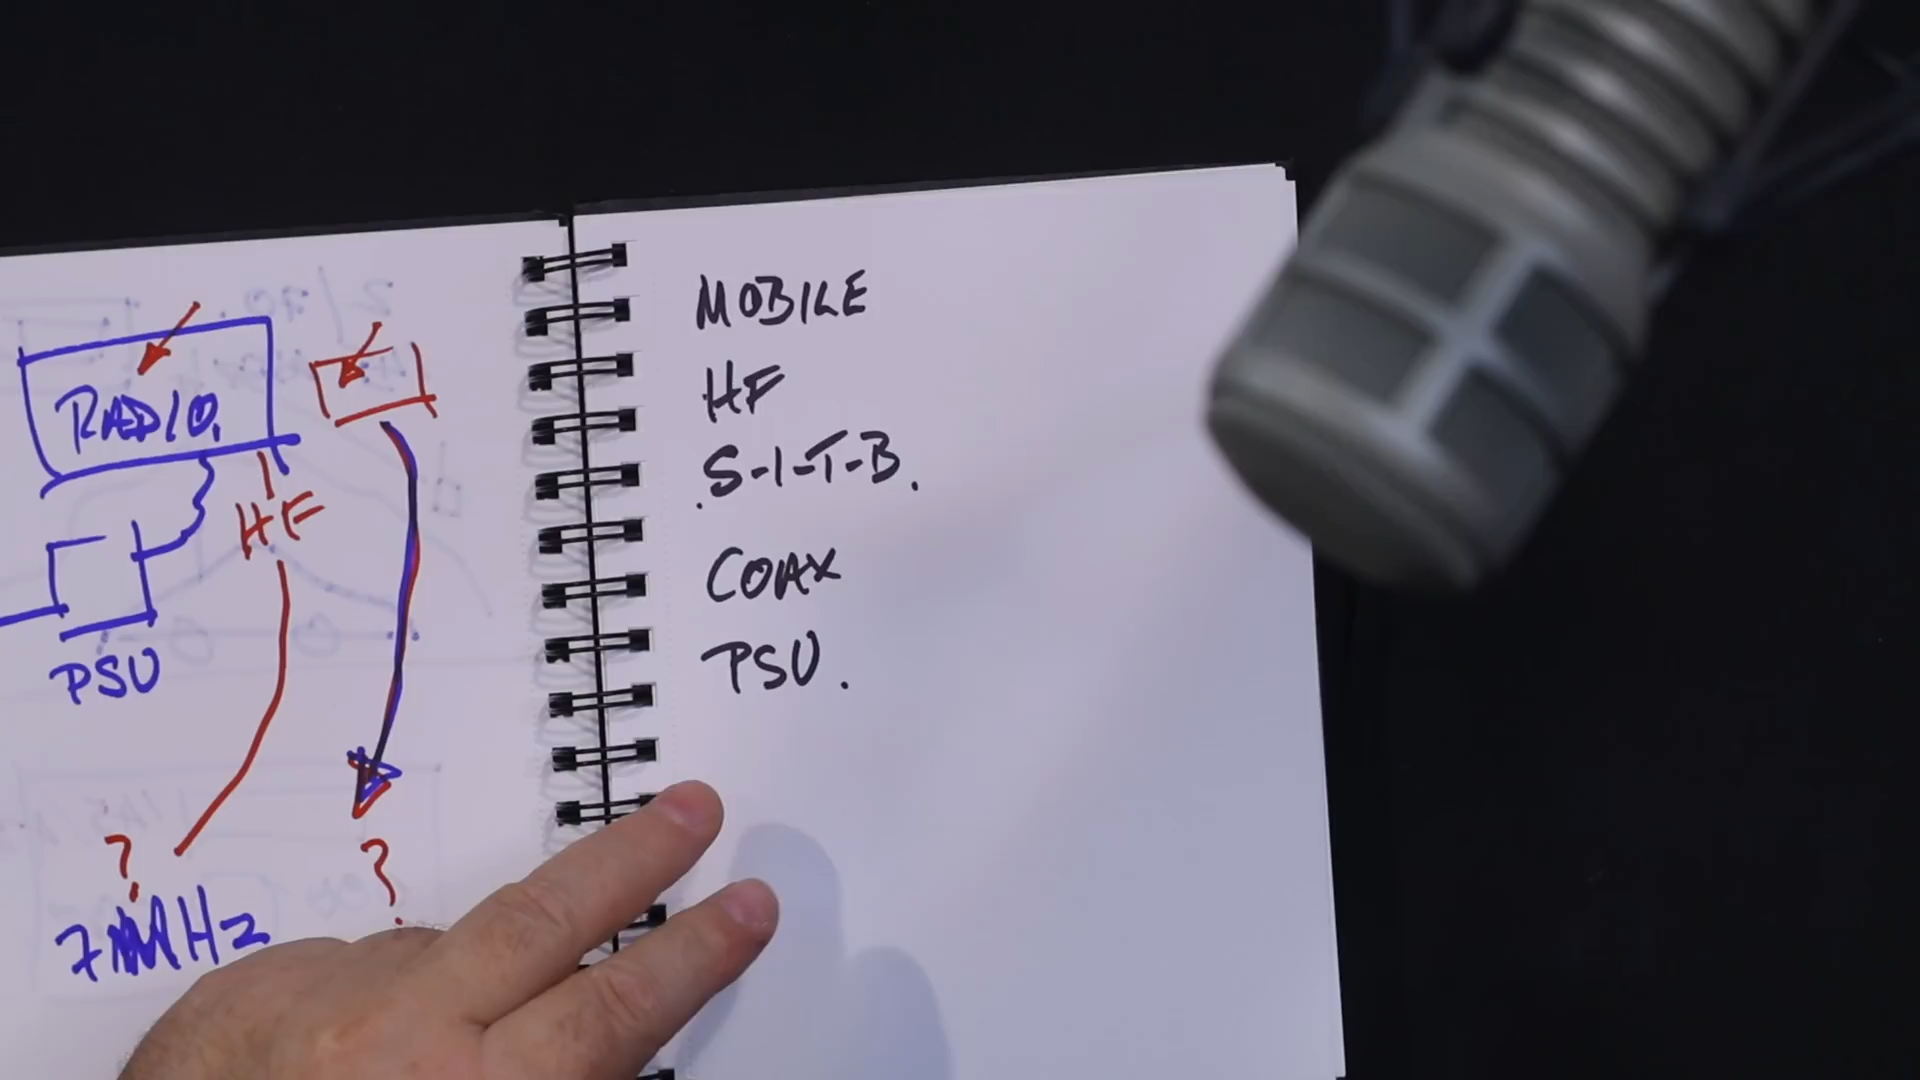 RADIO.
HF
PSU
?
?
7MHz
MOBILE
HF
.S-I-T-B.
COAX
PSU.